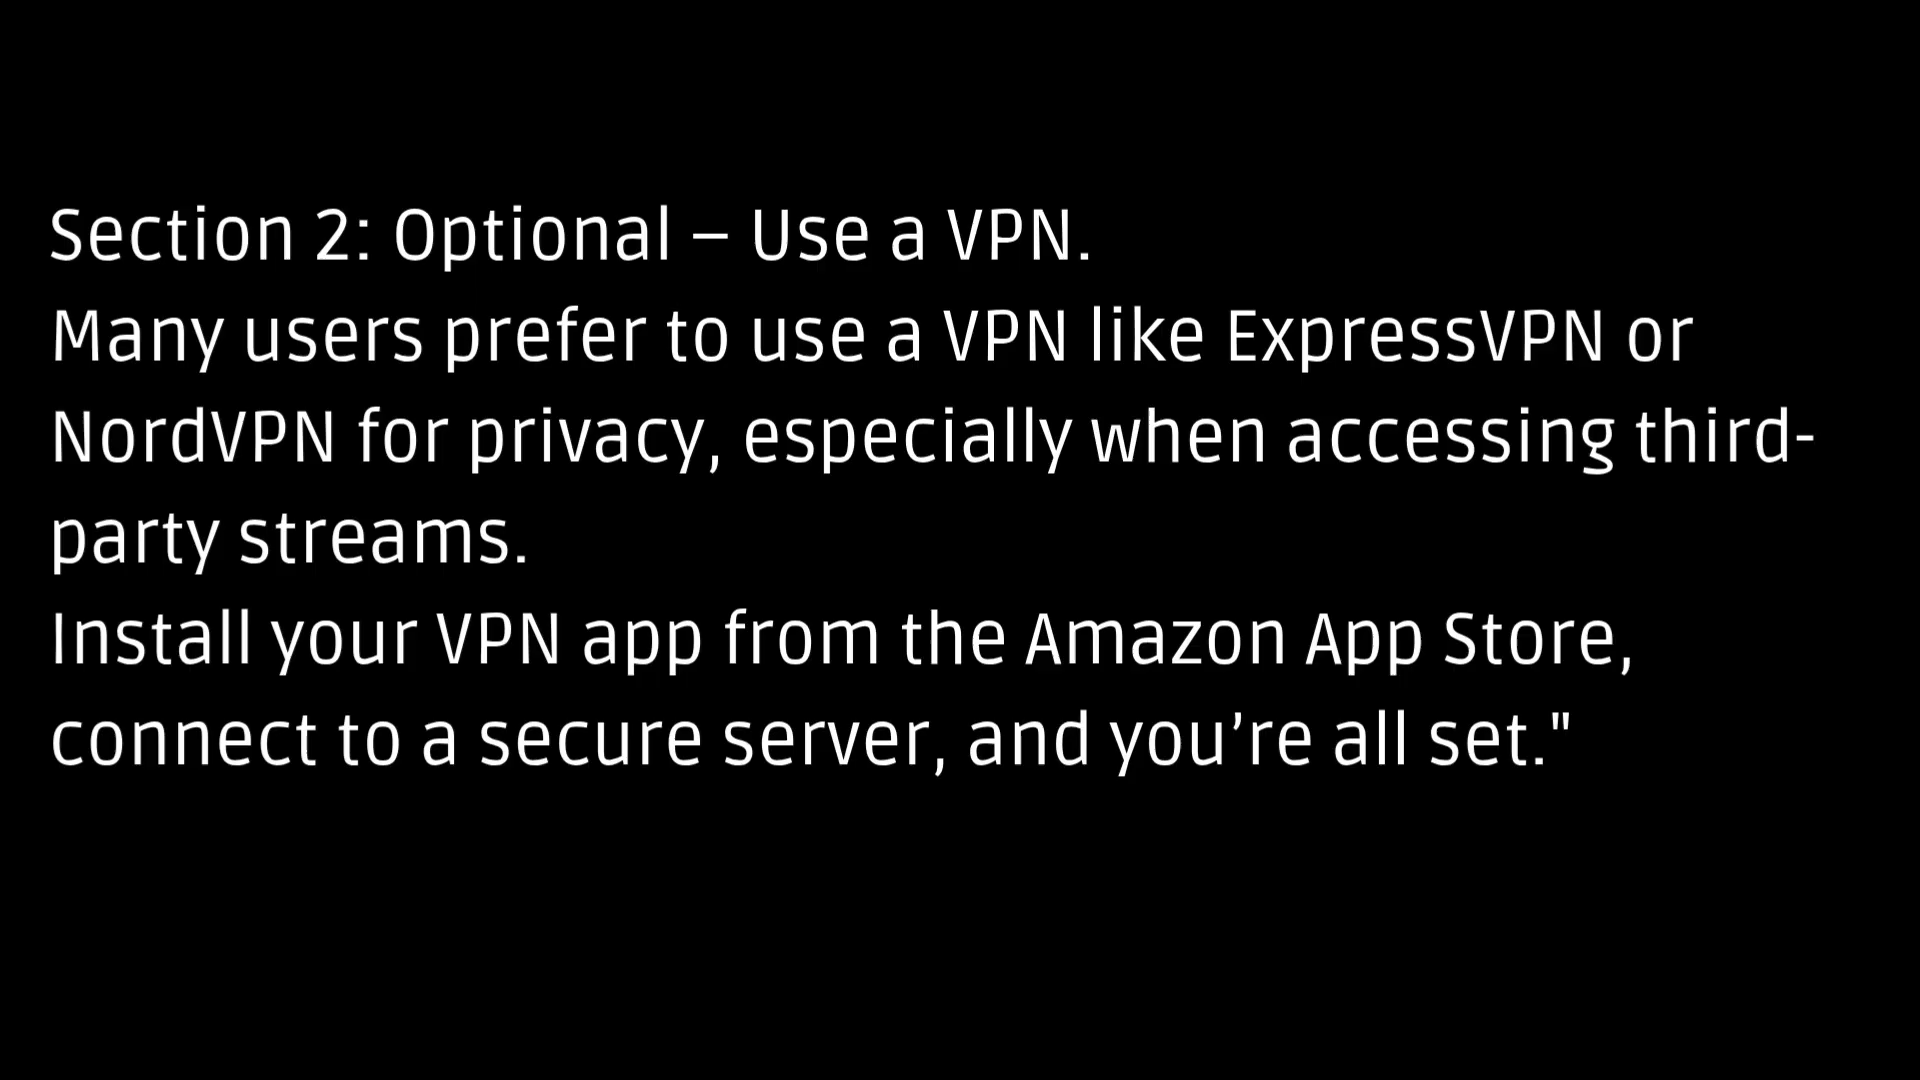 Section 2: Optional – Use a VPN.
Many users prefer to use a VPN like ExpressVPN or
NordVPN for privacy, especially when accessing third-
party streams.
Install your VPN app from the Amazon App Store,
connect to a secure server, and you’re all set."